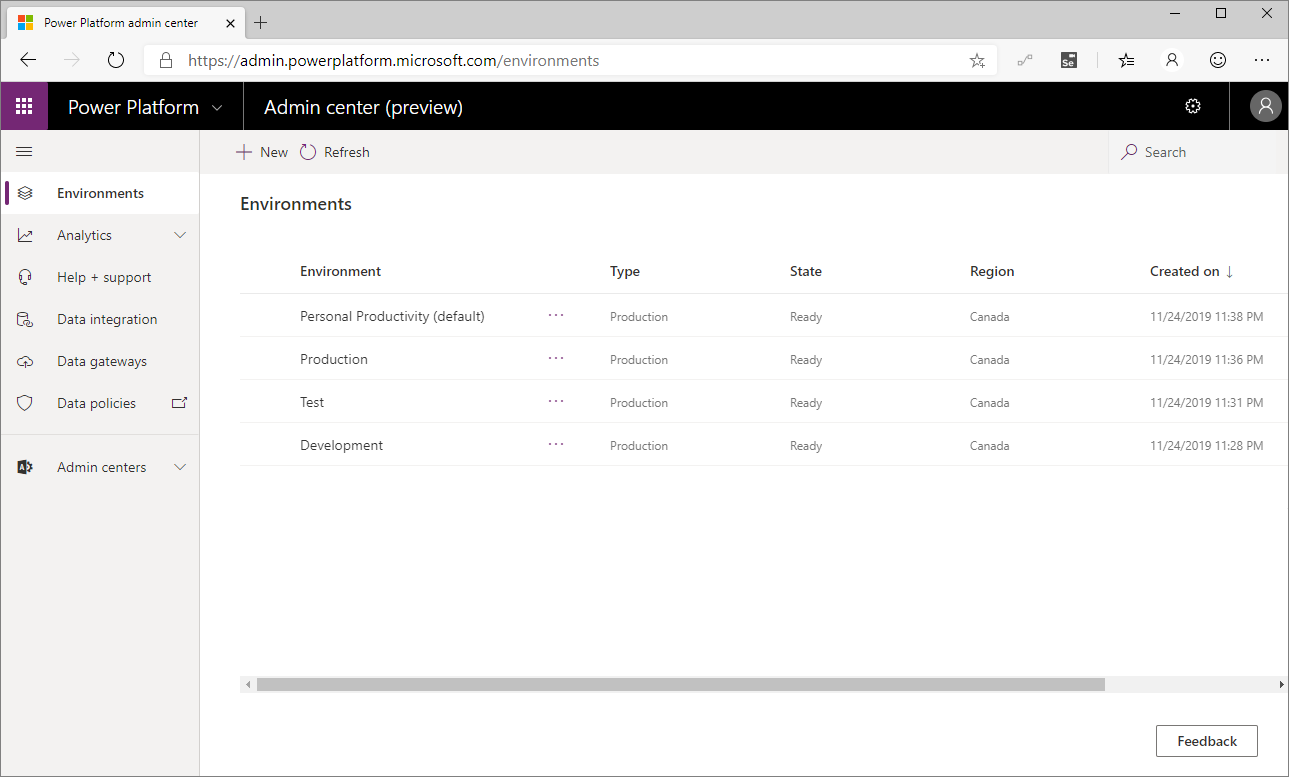 Power Platform admin center
https://admin.powerplatform.microsoft.com/environments
Se
Power Platform
Admin center (preview)
New Refresh Search
Environments
Analytics
Help + support
Data integration
Data gateways
Data policies
Admin centers
Environments
Environment Type State Region Created on ↓
Personal Productivity (default) ... Production Ready Canada 11/24/2019 11:38 PM
Production ... Production Ready Canada 11/24/2019 11:36 PM
Test ... Production Ready Canada 11/24/2019 11:31 PM
Development ... Production Ready Canada 11/24/2019 11:28 PM
Feedback